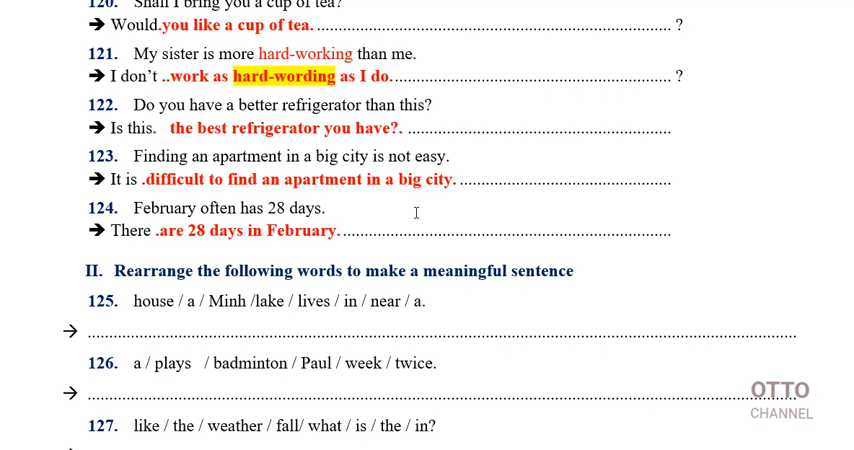 120. Shall I bring you a cup of tea?
➔ Would.you like a cup of tea. ................................................................................ ?
121. My sister is more hard-working than me.
➔ I don't ..work as hard-wording as I do................................................................ ?
122. Do you have a better refrigerator than this?
➔ Is this. the best refrigerator you have?. .............................................................
123. Finding an apartment in a big city is not easy.
➔ It is .difficult to find an apartment in a big city. .................................................
124. February often has 28 days.
➔ There .are 28 days in February............................................................................
II. Rearrange the following words to make a meaningful sentence
125. house / a / Minh /lake / lives / in / near / a.
→ ....................................................................................................................................
126. a / plays / badminton / Paul / week / twice.
→ ....................................................................................................................................
127. like / the / weather / fall/ what / is / the / in?
OTTO
CHANNEL